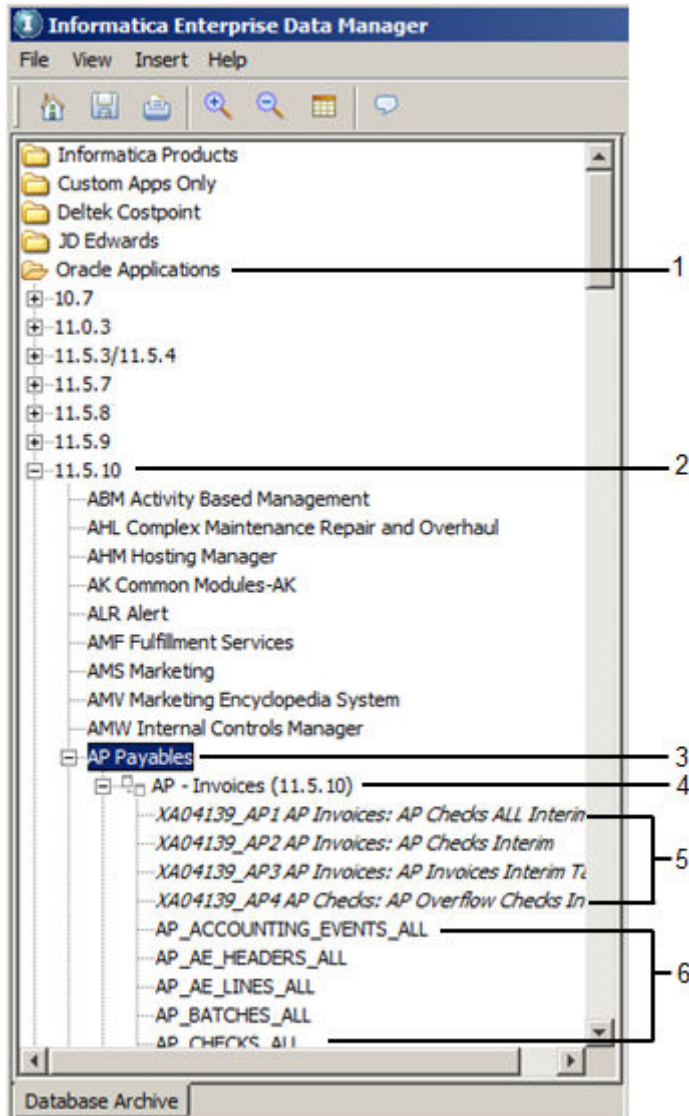 Informatica Enterprise Data Manager
File View Insert Help
Informatica Products
Custom Apps Only
Deltek Costpoint
JD Edwards
Oracle Applications 1
10.7
11.0.3
11.5.3/11.5.4
11.5.7
11.5.8
11.5.9
11.5.10 2
ABM Activity Based Management
AHL Complex Maintenance Repair and Overhaul
AHM Hosting Manager
AK Common Modules-AK
ALR Alert
AMF Fulfillment Services
AMS Marketing
AMV Marketing Encyclopedia System
AMW Internal Controls Manager
AP Payables 3
AP - Invoices (11.5.10) 4
XA04139_AP1 AP Invoices: AP Checks ALL Interin
XA04139_AP2 AP Invoices: AP Checks Interim
5
XA04139_AP3 AP Invoices: AP Invoices Interim Ta
XA04139_AP4 AP Checks: AP Overflow Checks In
AP_ACCOUNTING_EVENTS_ALL
AP_AE_HEADERS_ALL
6
AP_AE_LINES_ALL
AP_BATCHES_ALL
AP_CHECKS_ALL
Database Archive